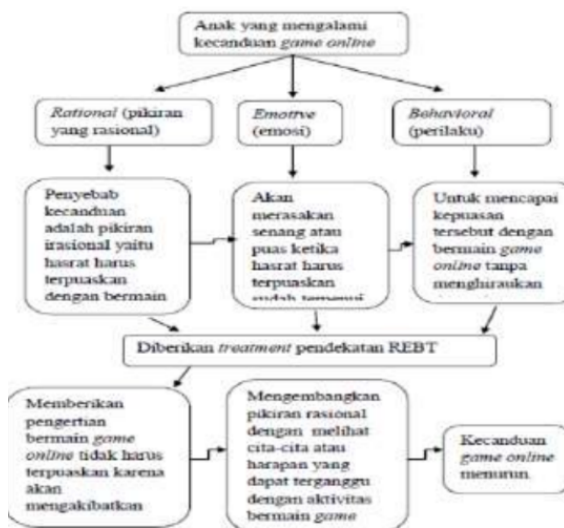 Anak yang mengalami
kecanduan game online
Rational (pikiran
yang rasional)
Emotive
(emosi)
Behavioral
(perilaku)
Penyebab
kecanduan
adalah pikiran
irasional yaitu
hasrat harus
terpuaskan
dengan bermain
Akan
merasakan
senang atau
puas ketika
hasrat harus
terpuaskan
sudah
Untuk mencapai
kepuasan
tersebut dengan
bermain game
online tanpa
menghiraukan
Diberikan treatment pendekatan REBT
Memberikan
pengertian
bermain game
online tidak harus
terpuaskan karena
akan
mengakibatkan
Mengembangkan
pikiran rasional
dengan melihat
cita-cita atau
harapan yang
dapat terganggu
dengan aktivitas
bermain game
Kecanduan
game online
menurun